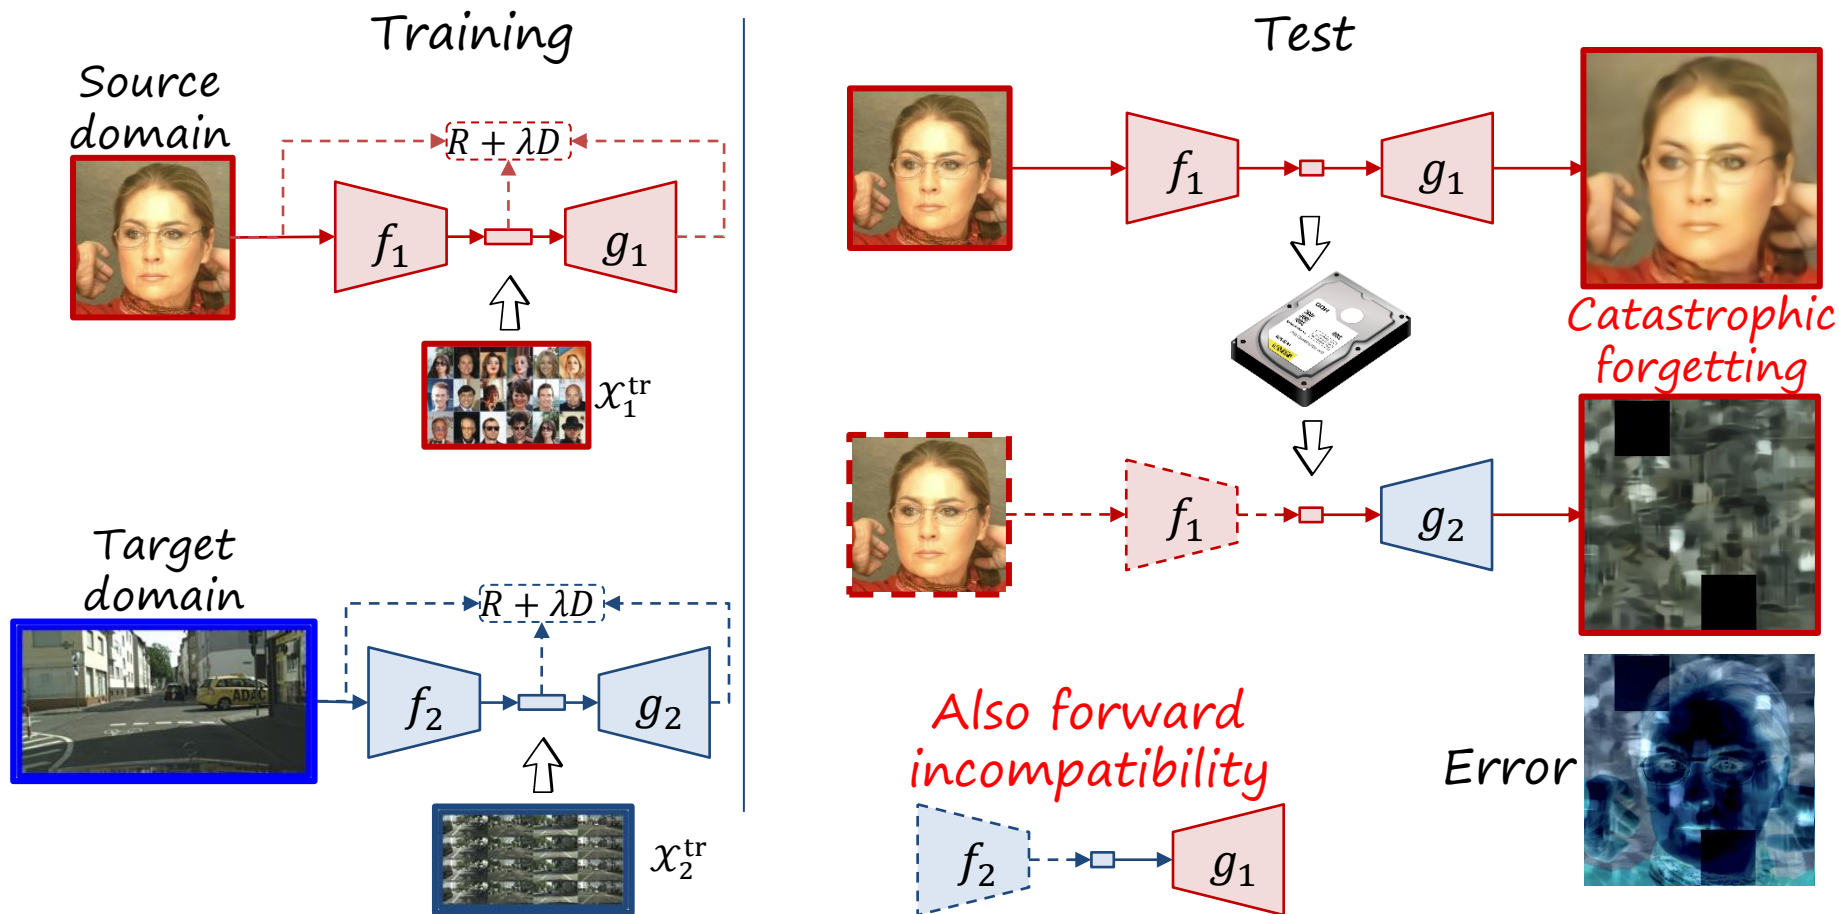 Training
Source
domain
R + λD
f₁
g₁
𝒳₁ᵗʳ
Target
domain
R + λD
ADAC
f₂
g₂
𝒳₂ᵗʳ
Test
f₁
g₁
Catastrophic
forgetting
f₁
g₂
Also forward
incompatibility
Error
f₂
g₁